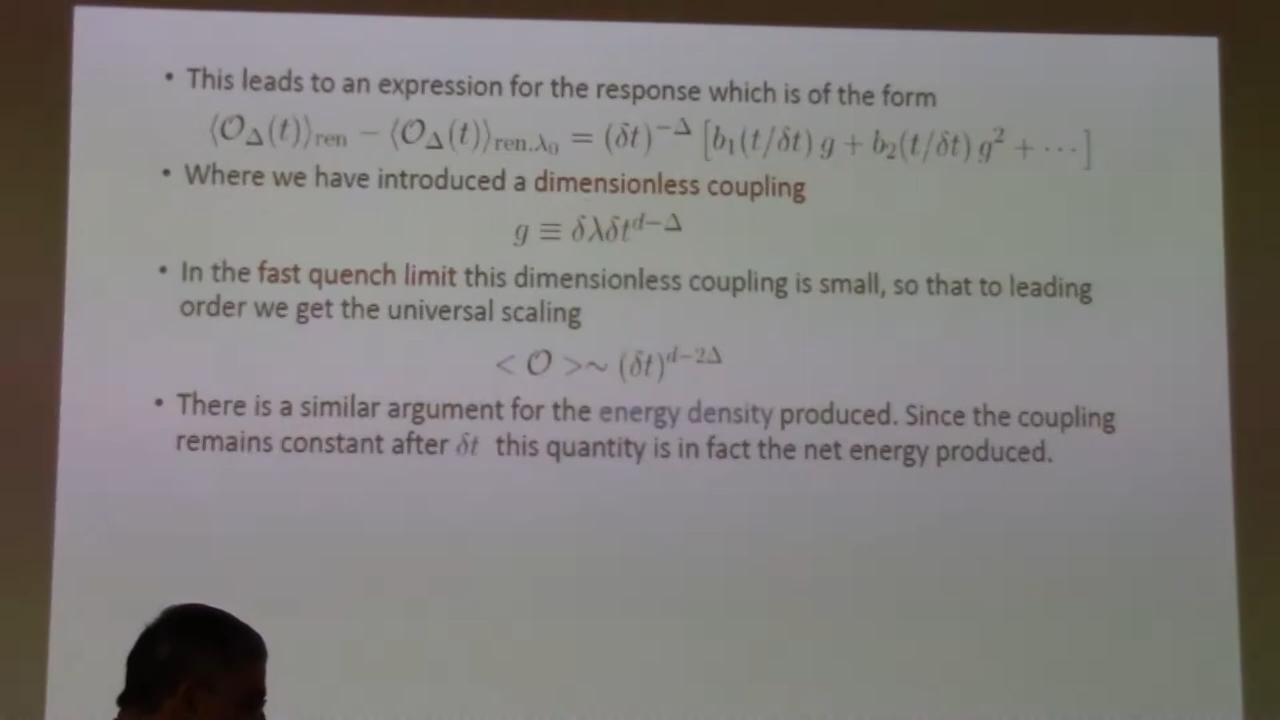 • This leads to an expression for the response which is of the form
⟨𝒪_Δ(t)⟩_ren − ⟨𝒪_Δ(t)⟩_ren.λ₀ = (δt)^{−Δ} [b₁(t/δt) g + b₂(t/δt) g² + ⋯]
• Where we have introduced a dimensionless coupling
g ≡ δλδt^{d−Δ}
• In the fast quench limit this dimensionless coupling is small, so that to leading
order we get the universal scaling
< 𝒪 >∼ (δt)^{d−2Δ}
• There is a similar argument for the energy density produced. Since the coupling
remains constant after δt this quantity is in fact the net energy produced.